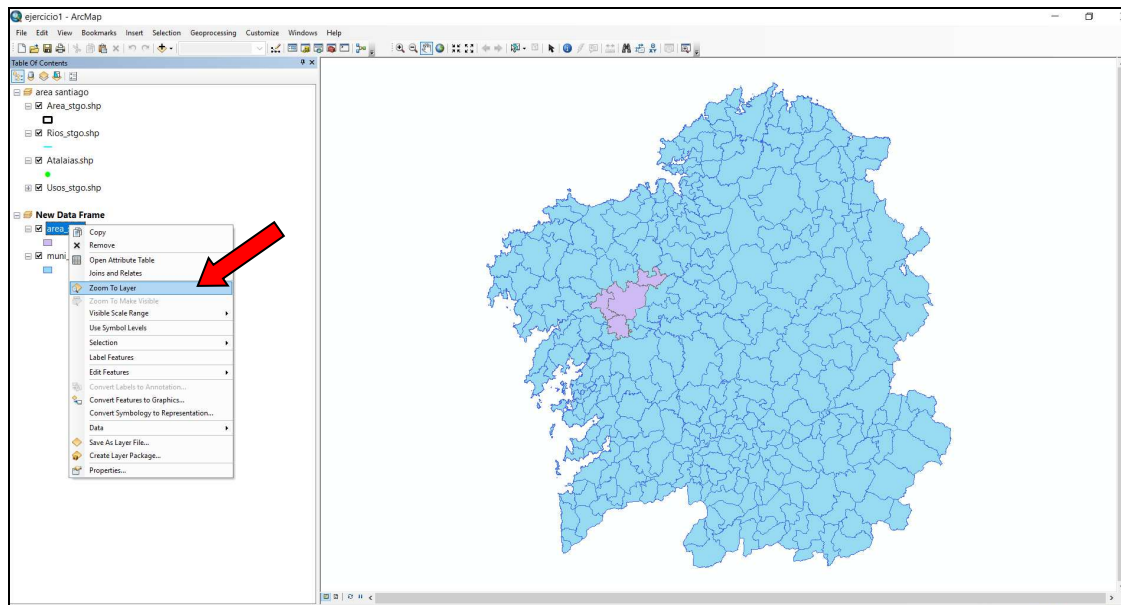 ejercicio1 - ArcMap
File Edit View Bookmarks Insert Selection Geoprocessing Customize Windows Help
Table Of Contents
area santiago
Area_stgo.shp
Rios_stgo.shp
Atalaias.shp
Usos_stgo.shp
New Data Frame
area_
muni_
Copy
Remove
Open Attribute Table
Joins and Relates
Zoom To Layer
Zoom To Make Visible
Visible Scale Range
Use Symbol Levels
Selection
Label Features
Edit Features
Convert Labels to Annotation...
Convert Features to Graphics...
Convert Symbology to Representation...
Data
Save As Layer File...
Create Layer Package...
Properties...